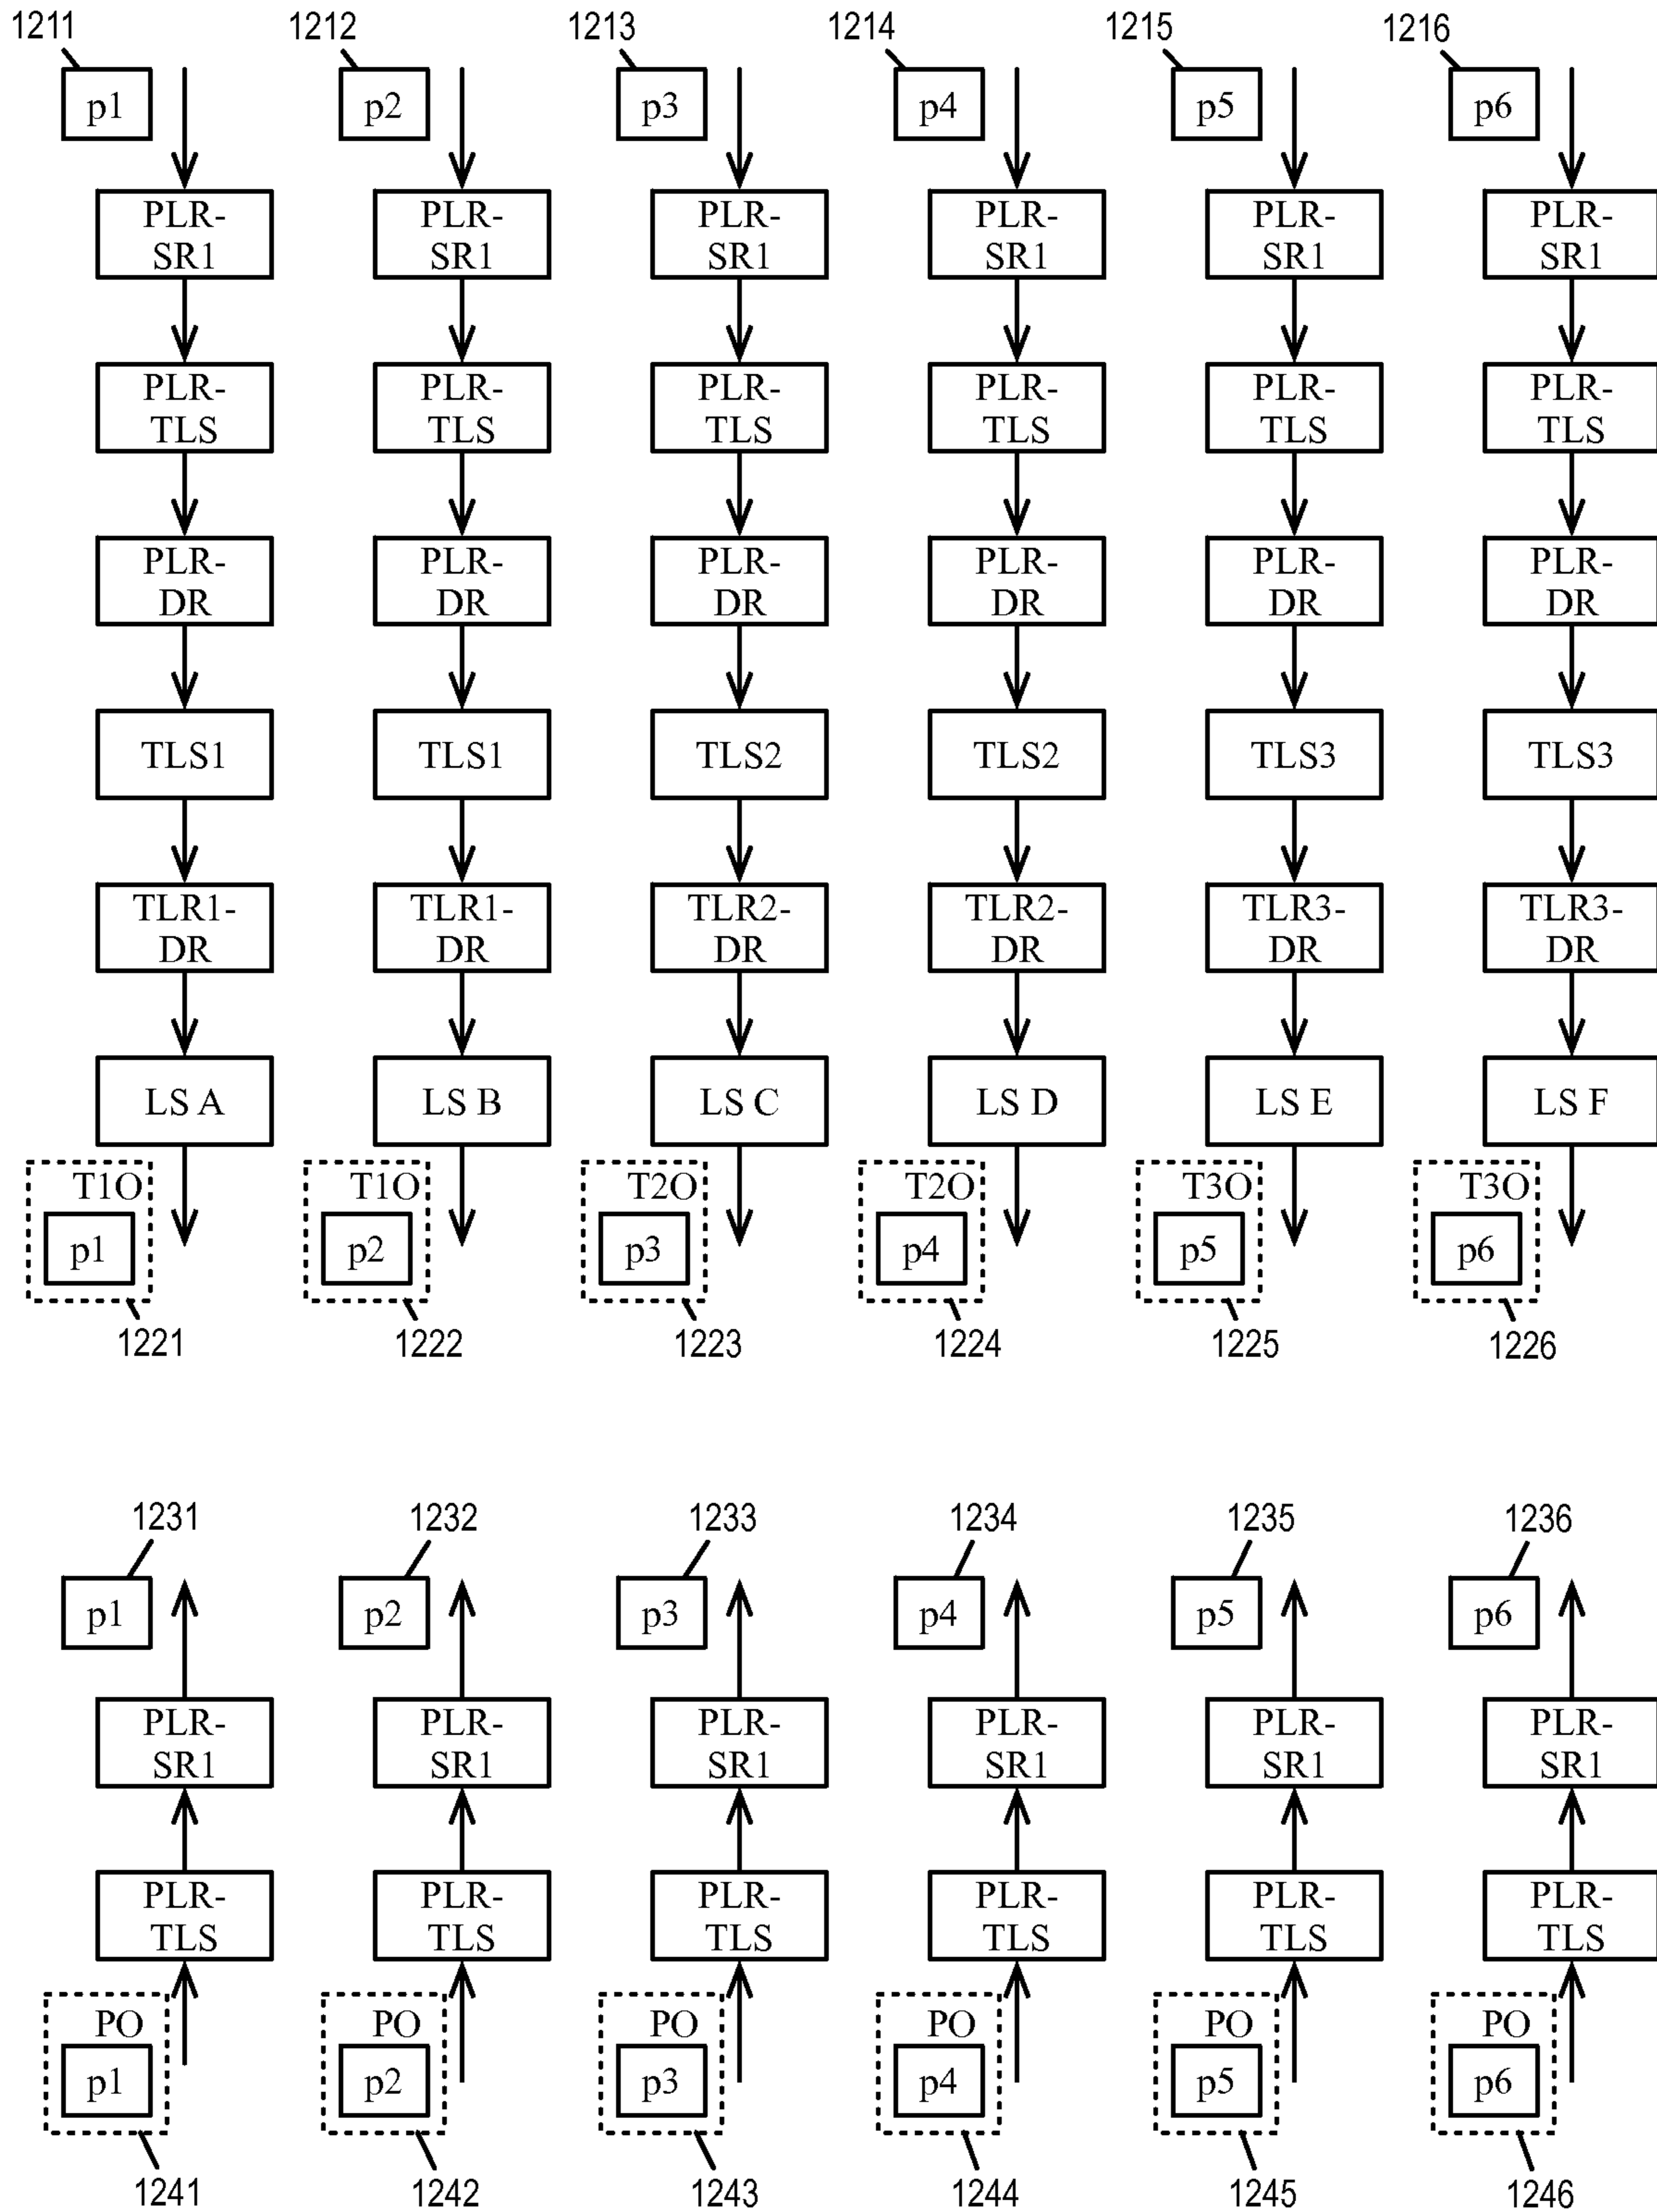 1211 1212 1213 1214 1215 1216
p1 p2 p3 p4 p5 p6
PLR- PLR- PLR- PLR- PLR- PLR-
SR1 SR1 SR1 SR1 SR1 SR1
PLR- PLR- PLR- PLR- PLR- PLR-
TLS TLS TLS TLS TLS TLS
PLR- PLR- PLR- PLR- PLR- PLR-
DR DR DR DR DR DR
TLS1 TLS1 TLS2 TLS2 TLS3 TLS3
TLR1- TLR1- TLR2- TLR2- TLR3- TLR3-
DR DR DR DR DR DR
LS A LS B LS C LS D LS E LS F
T1O T1O T2O T2O T3O T3O
p1 p2 p3 p4 p5 p6
1221 1222 1223 1224 1225 1226
1231 1232 1233 1234 1235 1236
p1 p2 p3 p4 p5 p6
PLR- PLR- PLR- PLR- PLR- PLR-
SR1 SR1 SR1 SR1 SR1 SR1
PLR- PLR- PLR- PLR- PLR- PLR-
TLS TLS TLS TLS TLS TLS
PO PO PO PO PO PO
p1 p2 p3 p4 p5 p6
1241 1242 1243 1244 1245 1246